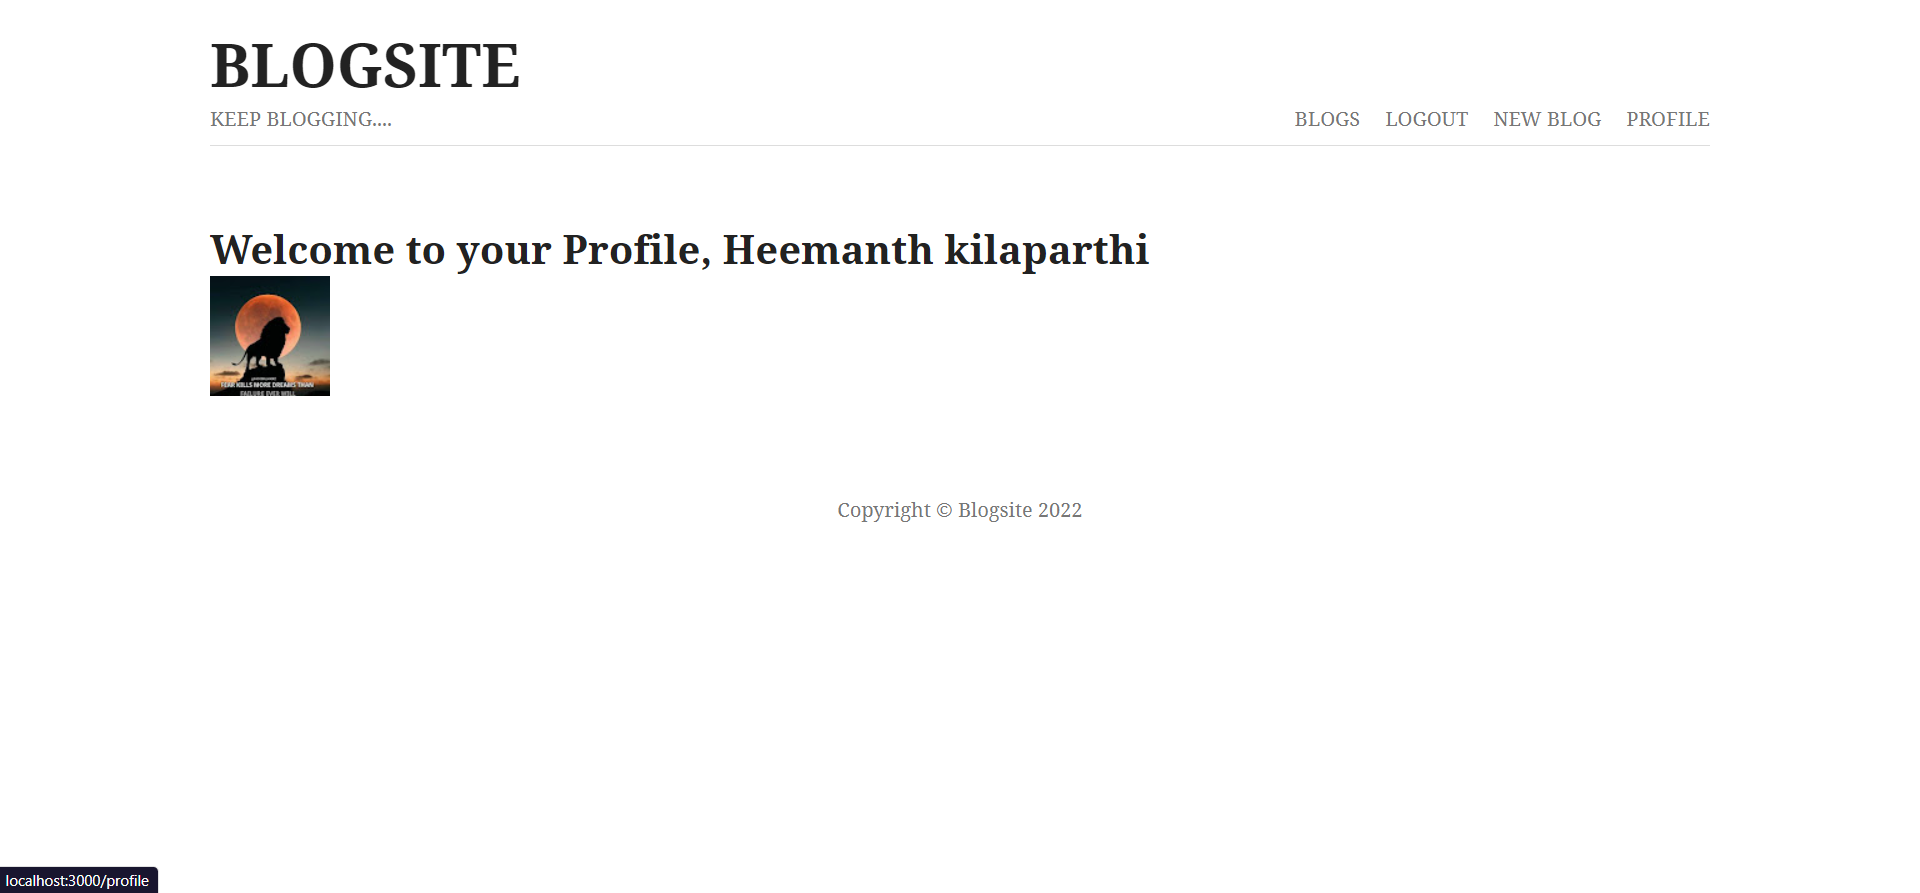 BLOGSITE
KEEP BLOGGING....
BLOGS LOGOUT NEW BLOG PROFILE
Welcome to your Profile, Heemanth kilaparthi
FEAR KILLS MORE DREAMS THAN
FAILURE EVER WILL
Copyright © Blogsite 2022
localhost:3000/profile